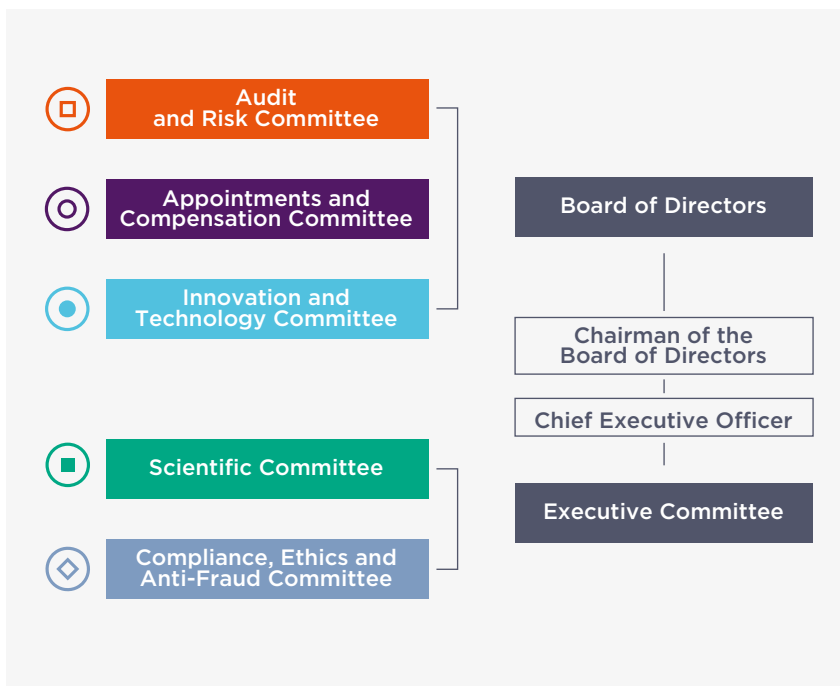 Audit
and Risk Committee
Appointments and
Compensation Committee
Innovation and
Technology Committee
Scientific Committee
Compliance, Ethics and
Anti-Fraud Committee
Board of Directors
Chairman of the
Board of Directors
Chief Executive Officer
Executive Committee